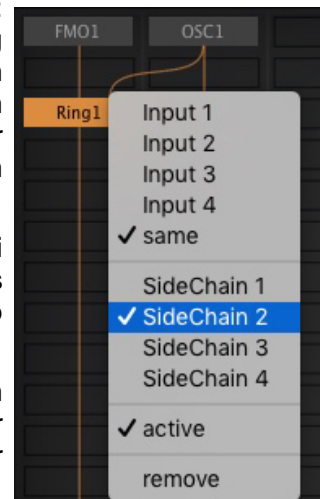 FMO1 OSC1
Ring1
Input 1
Input 2
Input 3
Input 4
✓ same
SideChain 1
✓ SideChain 2
SideChain 3
SideChain 4
✓ active
remove